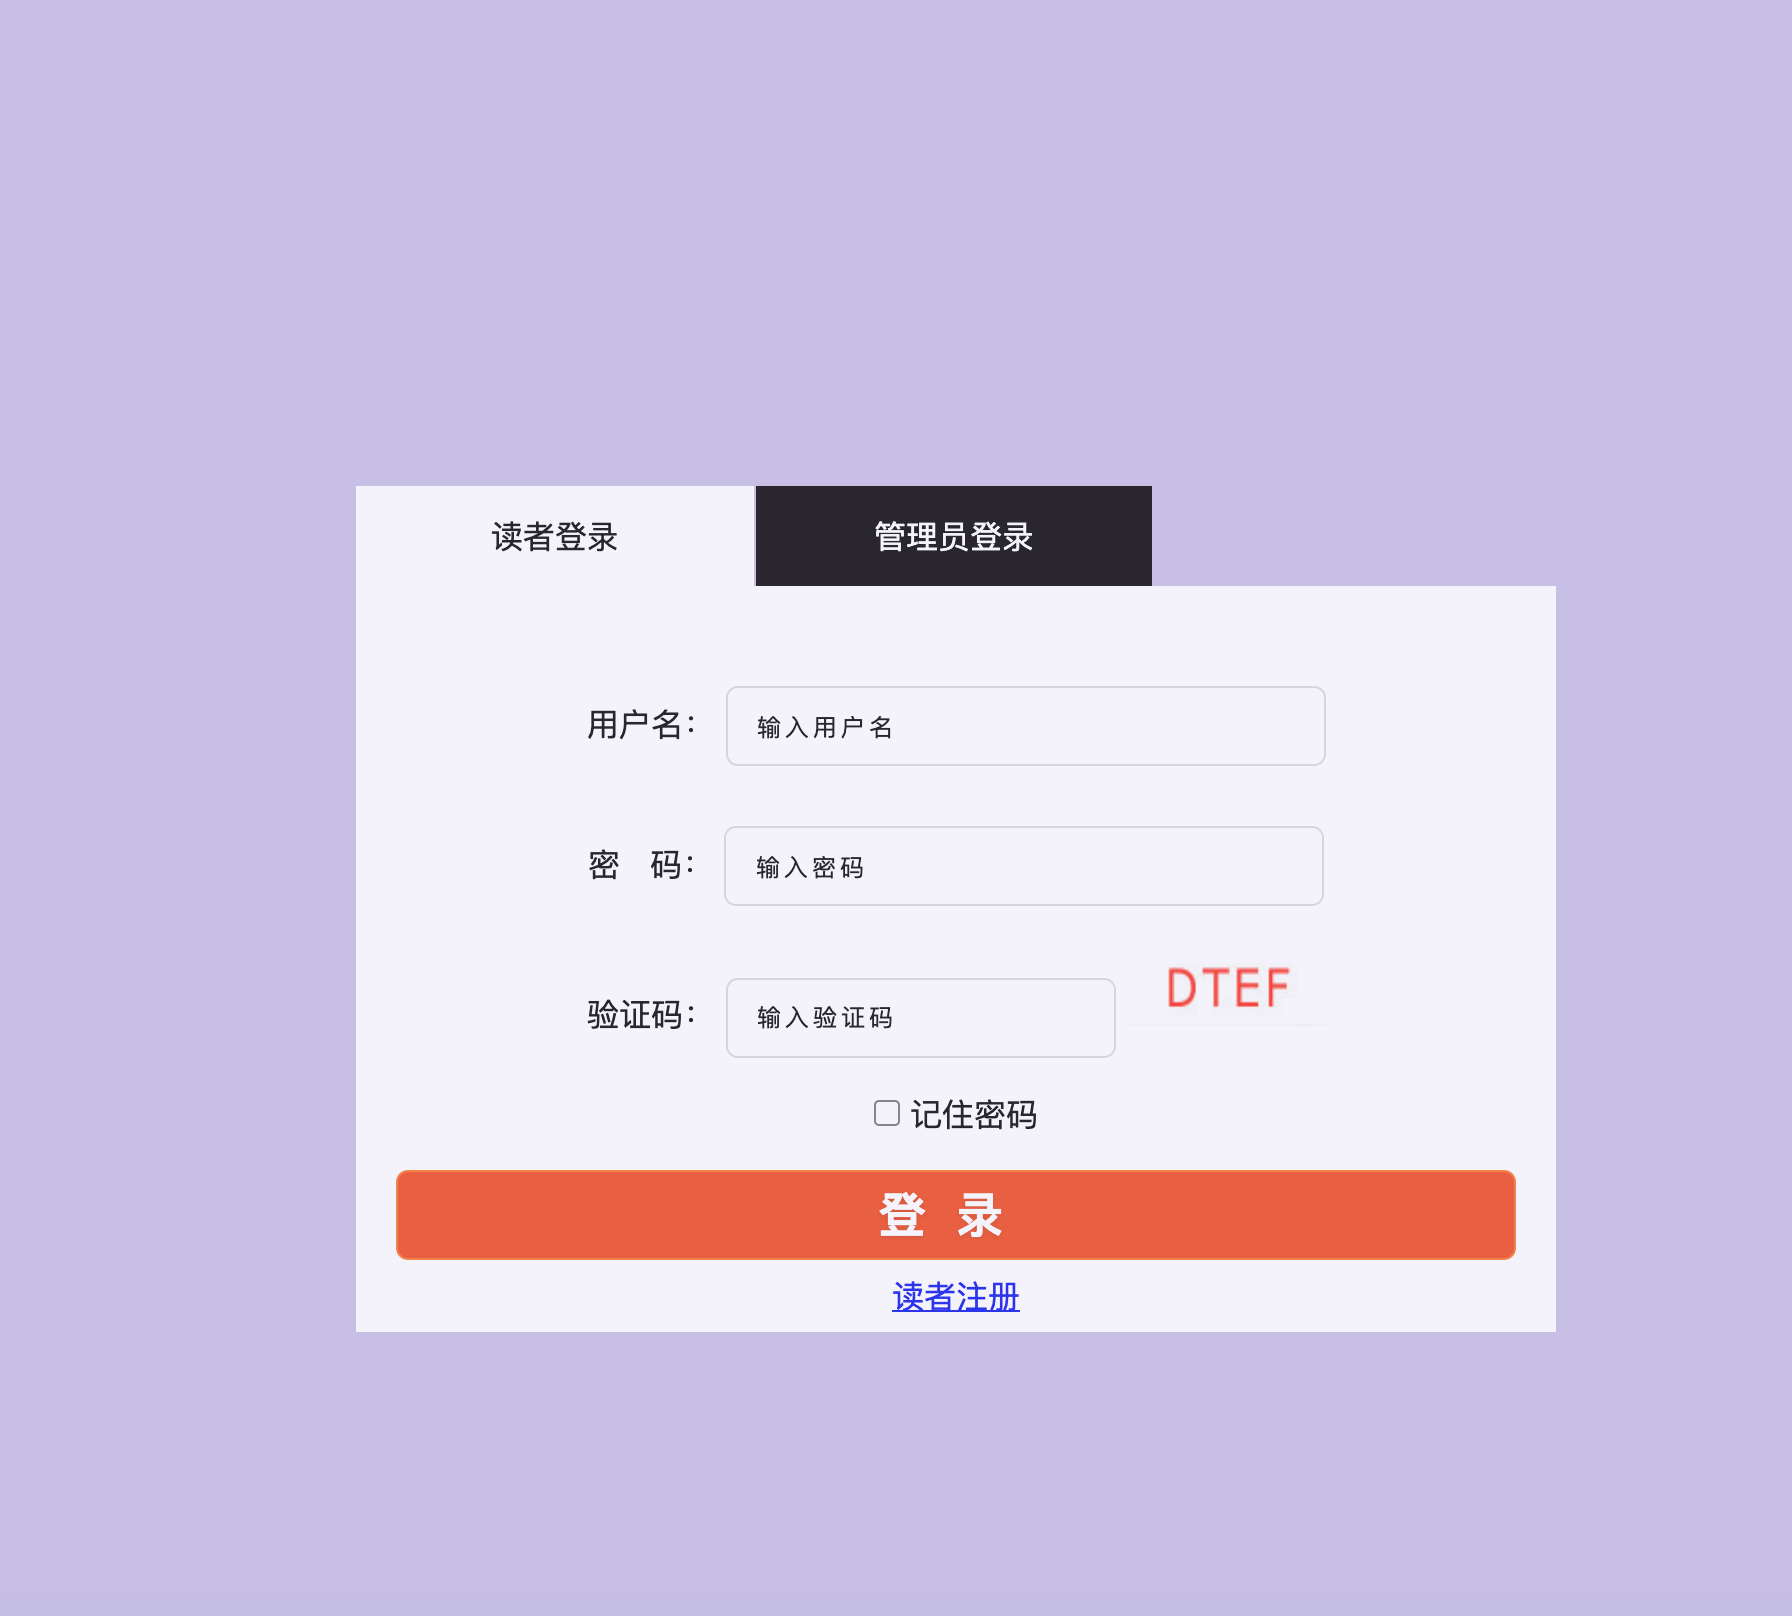 读者登录 管理员登录
用户名: 输入用户名
密 码: 输入密码
验证码: 输入验证码 DTEF
记住密码
登 录
读者注册